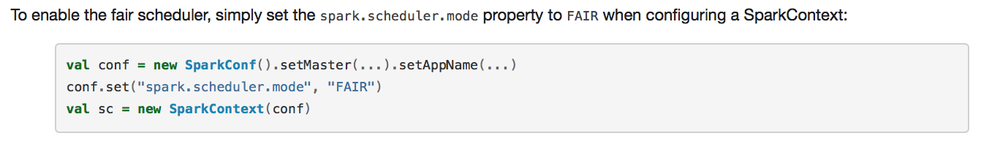 To enable the fair scheduler, simply set the spark.scheduler.mode property to FAIR when configuring a SparkContext:
val conf = new SparkConf().setMaster(...).setAppName(...)
conf.set("spark.scheduler.mode", "FAIR")
val sc = new SparkContext(conf)